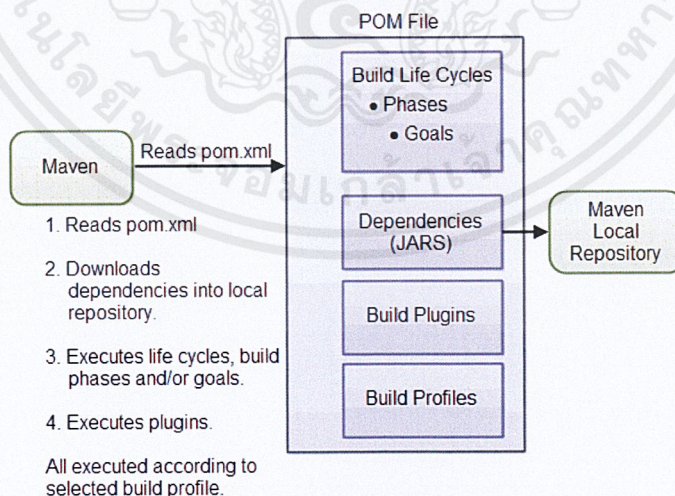 POM File
Build Life Cycles
• Phases
• Goals
Maven
Reads pom.xml
Dependencies
(JARS)
Maven
Local
Repository
Build Plugins
Build Profiles
1. Reads pom.xml
2. Downloads
dependencies into local
repository.
3. Executes life cycles, build
phases and/or goals.
4. Executes plugins.
All executed according to
selected build profile.